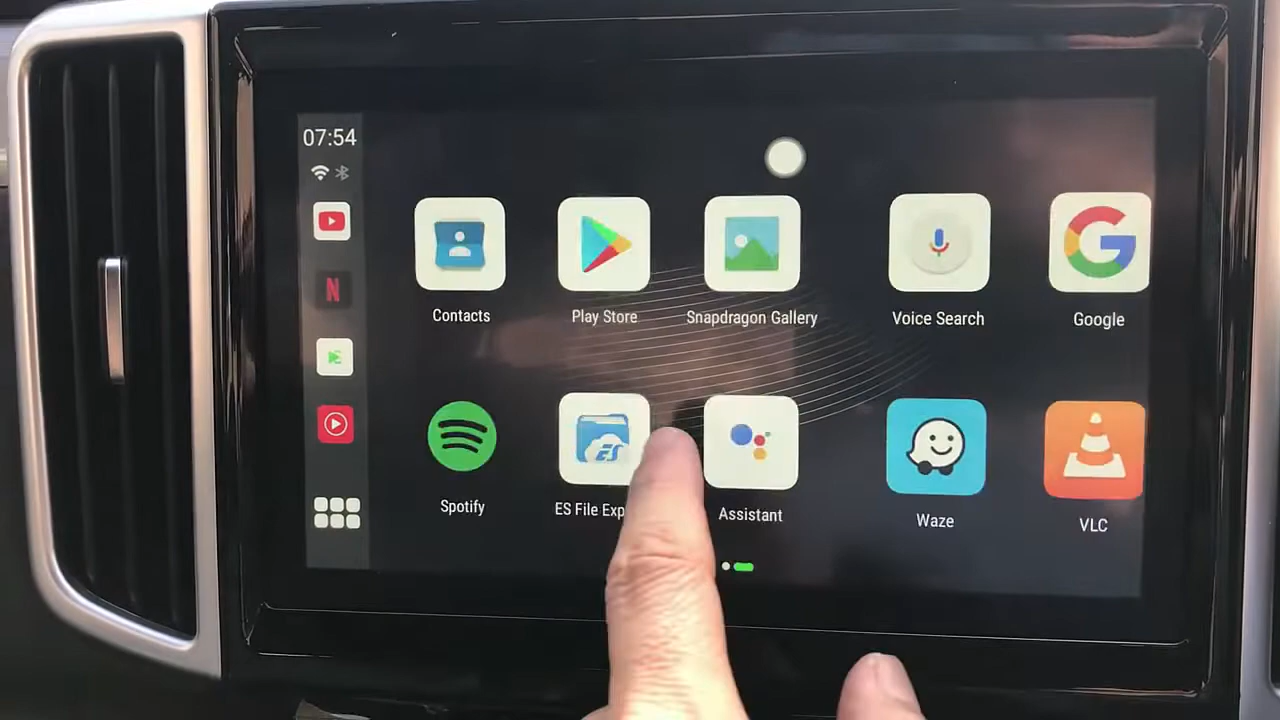 07:54
Contacts
Play Store
Snapdragon Gallery
Voice Search
Google
Spotify
ES File Exp
Assistant
Waze
VLC